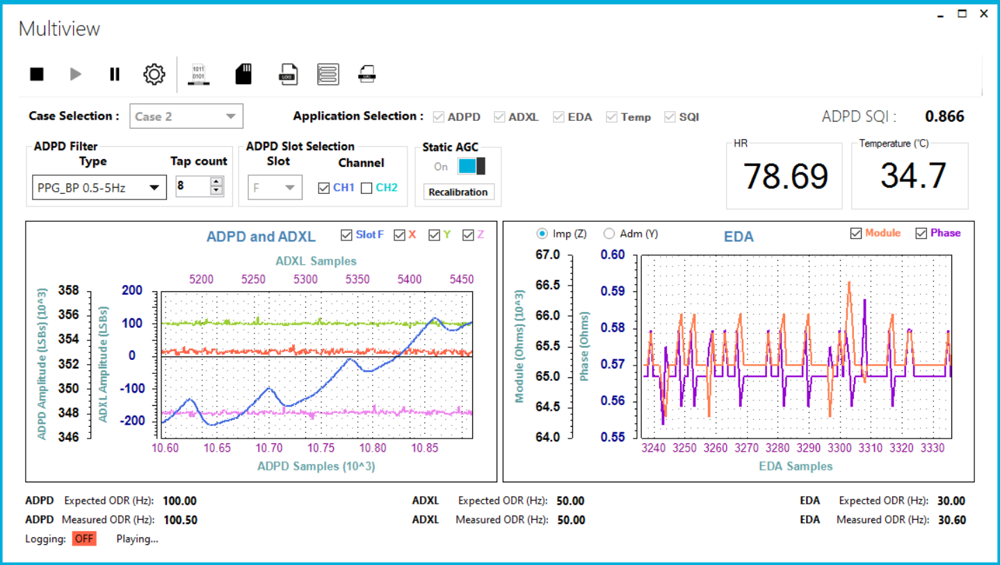 Multiview
1011
0101
LOG
Case Selection : Case 2 Application Selection : ADPD ADXL EDA Temp SQI ADPD SQI : 0.866
ADPD Filter ADPD Slot Selection Static AGC HR Temperature (°C)
Type Tap count Slot Channel On
PPG_BP 0.5-5Hz 8 F CH1 CH2 Recalibration 78.69 34.7
ADPD and ADXL Slot F X Y Z
ADXL Samples
5200 5250 5300 5350 5400 5450
ADPD Amplitude (LSBs) (10^3)
358
356
354
352
350
348
346
ADXL Amplitude (LSBs)
200
100
0
-100
-200
10.60 10.65 10.70 10.75 10.80 10.85
ADPD Samples (10^3)
Imp (Z) Adm (Y) EDA Module Phase
Module (Ohms) (10^3)
67.0
66.5
66.0
65.5
65.0
64.5
64.0
Phase (Ohms)
0.60
0.59
0.58
0.57
0.56
0.55
3240 3250 3260 3270 3280 3290 3300 3310 3320 3330
EDA Samples
ADPD Expected ODR (Hz): 100.00 ADXL Expected ODR (Hz): 50.00 EDA Expected ODR (Hz): 30.00
ADPD Measured ODR (Hz): 100.50 ADXL Measured ODR (Hz): 50.00 EDA Measured ODR (Hz): 30.60
Logging: OFF Playing...